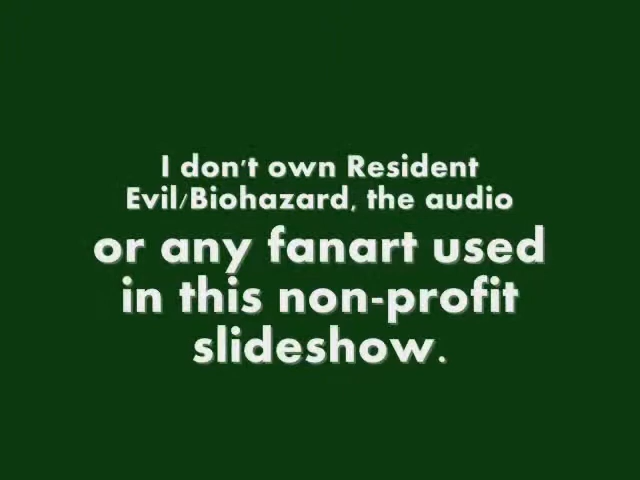 I don't own Resident
Evil/Biohazard, the audio
or any fanart used
in this non-profit
slideshow.